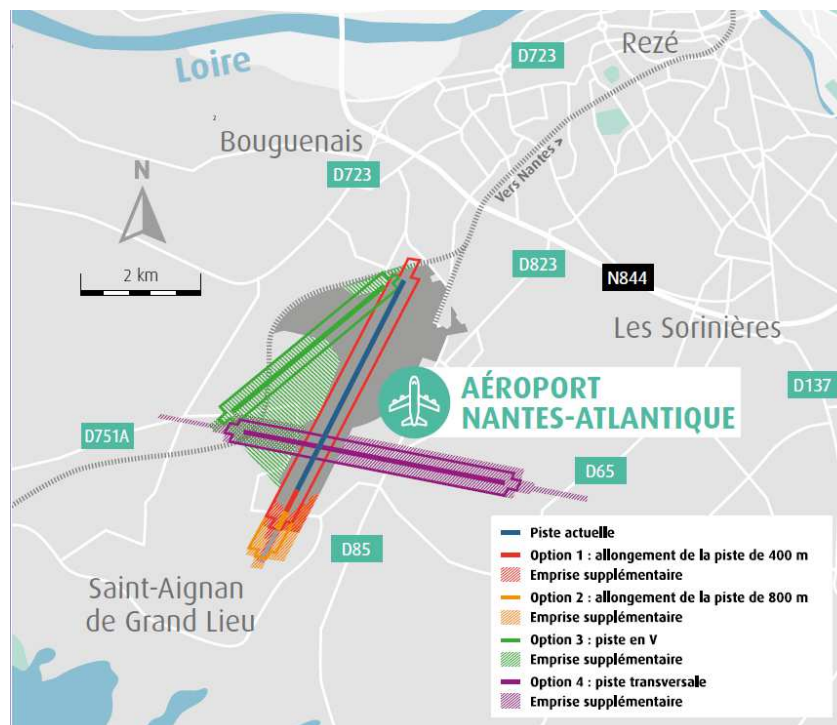 Rezé
D723
Loire
2
Bouguenais
D723
N
Vers Nantes >
2 km
D823
N844
Les Sorinières
D137
AÉROPORT
NANTES-ATLANTIQUE
D751A
D65
D85
Saint-Aignan
de Grand Lieu
Piste actuelle
Option 1 : allongement de la piste de 400 m
Emprise supplémentaire
Option 2 : allongement de la piste de 800 m
Emprise supplémentaire
Option 3 : piste en V
Emprise supplémentaire
Option 4 : piste transversale
Emprise supplémentaire